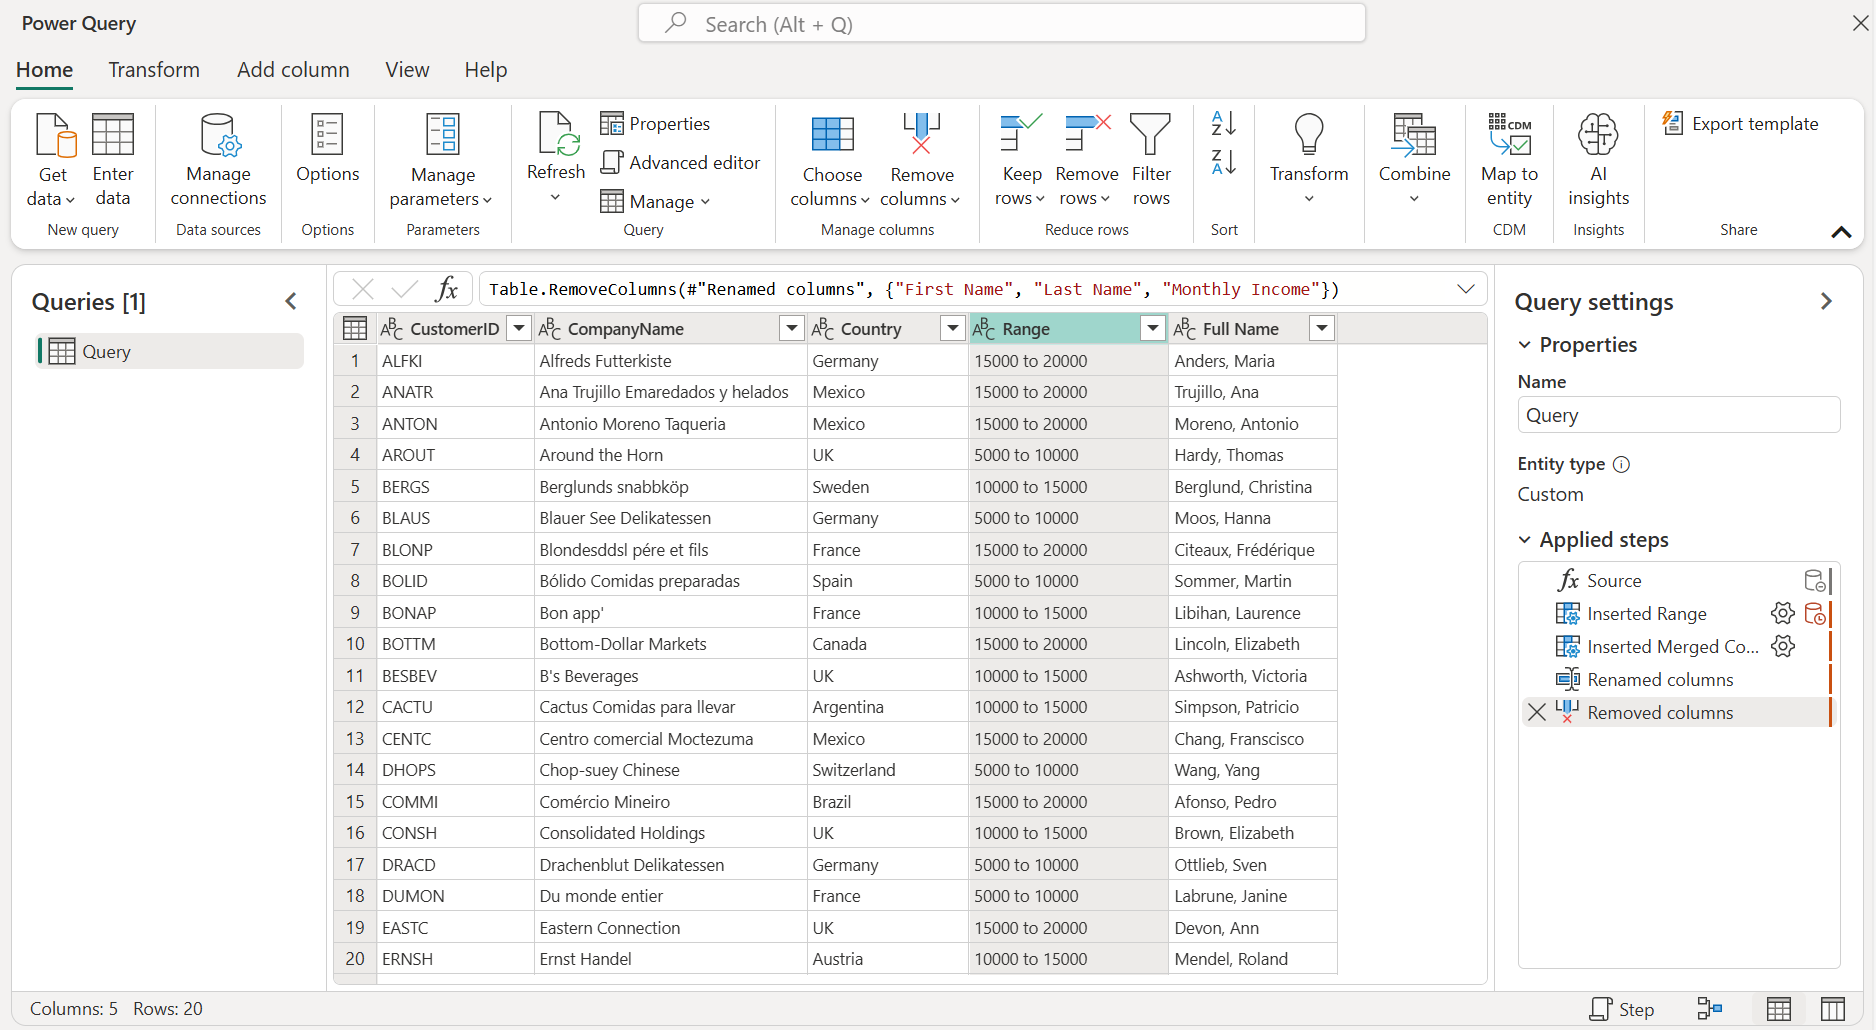 Power Query
Search (Alt + Q)
Home Transform Add column View Help
Get data
Enter data
New query
Manage connections
Data sources
Options
Options
Manage parameters
Parameters
Refresh
Properties
Advanced editor
Manage
Query
Choose columns
Remove columns
Manage columns
Keep rows
Remove rows
Filter rows
Reduce rows
Sort
Transform
Combine
CDM
Map to entity
CDM
AI insights
Insights
Export template
Share
Queries [1]
Query
fx Table.RemoveColumns(#"Renamed columns", {"First Name", "Last Name", "Monthly Income"})
CustomerID CompanyName Country Range Full Name
1 ALFKI Alfreds Futterkiste Germany 15000 to 20000 Anders, Maria
2 ANATR Ana Trujillo Emaredados y helados Mexico 15000 to 20000 Trujillo, Ana
3 ANTON Antonio Moreno Taqueria Mexico 15000 to 20000 Moreno, Antonio
4 AROUT Around the Horn UK 5000 to 10000 Hardy, Thomas
5 BERGS Berglunds snabbköp Sweden 10000 to 15000 Berglund, Christina
6 BLAUS Blauer See Delikatessen Germany 5000 to 10000 Moos, Hanna
7 BLONP Blondesddsl pére et fils France 15000 to 20000 Citeaux, Frédérique
8 BOLID Bólido Comidas preparadas Spain 5000 to 10000 Sommer, Martin
9 BONAP Bon app' France 10000 to 15000 Libihan, Laurence
10 BOTTM Bottom-Dollar Markets Canada 15000 to 20000 Lincoln, Elizabeth
11 BESBEV B's Beverages UK 10000 to 15000 Ashworth, Victoria
12 CACTU Cactus Comidas para llevar Argentina 10000 to 15000 Simpson, Patricio
13 CENTC Centro comercial Moctezuma Mexico 15000 to 20000 Chang, Franscisco
14 DHOPS Chop-suey Chinese Switzerland 5000 to 10000 Wang, Yang
15 COMMI Comércio Mineiro Brazil 15000 to 20000 Afonso, Pedro
16 CONSH Consolidated Holdings UK 10000 to 15000 Brown, Elizabeth
17 DRACD Drachenblut Delikatessen Germany 5000 to 10000 Ottlieb, Sven
18 DUMON Du monde entier France 5000 to 10000 Labrune, Janine
19 EASTC Eastern Connection UK 15000 to 20000 Devon, Ann
20 ERNSH Ernst Handel Austria 10000 to 15000 Mendel, Roland
Query settings
Properties
Name
Query
Entity type
Custom
Applied steps
fx Source
Inserted Range
Inserted Merged Co...
Renamed columns
Removed columns
Columns: 5 Rows: 20
Step